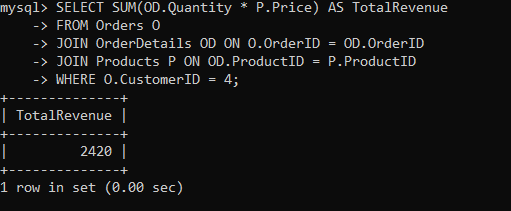 mysql> SELECT SUM(OD.Quantity * P.Price) AS TotalRevenue
    -> FROM Orders O
    -> JOIN OrderDetails OD ON O.OrderID = OD.OrderID
    -> JOIN Products P ON OD.ProductID = P.ProductID
    -> WHERE O.CustomerID = 4;
+--------------+
| TotalRevenue |
+--------------+
|         2420 |
+--------------+
1 row in set (0.00 sec)